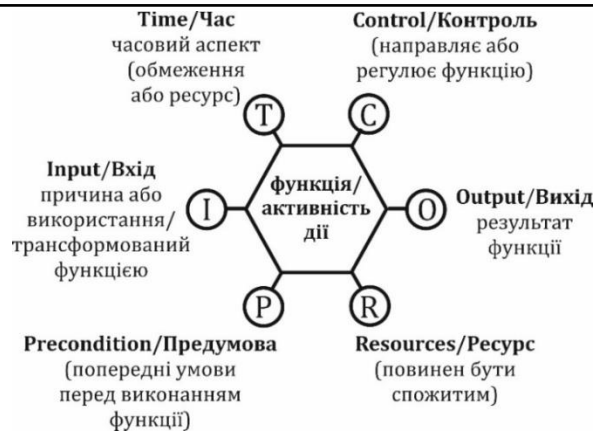 Time/Час
часовий аспект
(обмеження
або ресурс)
Control/Контроль
(направляє або
регулює функцію)
T
C
Input/Вхід
причина або
використання/
трансформований
функцією
I
функція/
активність
дії
O
Output/Вихід
результат
функції
P
R
Precondition/Предумова
(попередні умови
перед виконанням
функції)
Resources/Ресурс
(повинен бути
спожитим)